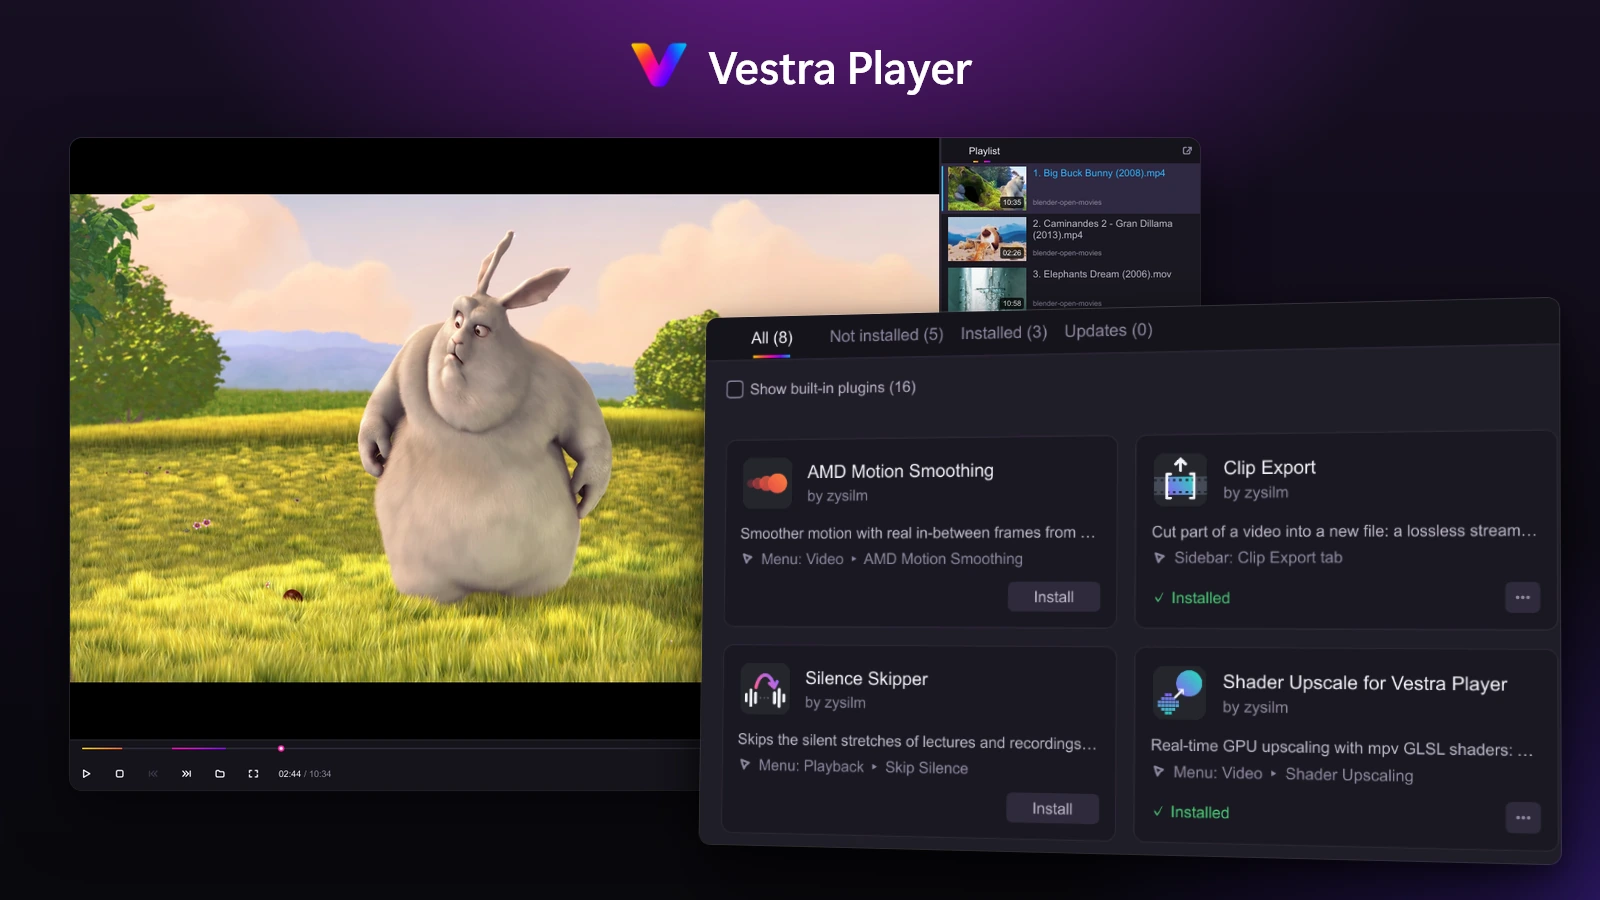 Vestra Player
Playlist
1. Big Buck Bunny (2008).mp4
10:35
blender-open-movies
2. Caminandes 2 - Gran Dillama
(2013).mp4
02:26
blender-open-movies
3. Elephants Dream (2006).mov
10:58
blender-open-movies
All (8) Not installed (5) Installed (3) Updates (0)
Show built-in plugins (16)
AMD Motion Smoothing
by zysilm
Smoother motion with real in-between frames from …
Menu: Video ‣ AMD Motion Smoothing
Install
Clip Export
by zysilm
Cut part of a video into a new file: a lossless stream…
Sidebar: Clip Export tab
✓ Installed
Silence Skipper
by zysilm
Skips the silent stretches of lectures and recordings…
Menu: Playback ‣ Skip Silence
Install
Shader Upscale for Vestra Player
by zysilm
Real-time GPU upscaling with mpv GLSL shaders: …
Menu: Video ‣ Shader Upscaling
✓ Installed
02:44 / 10:34